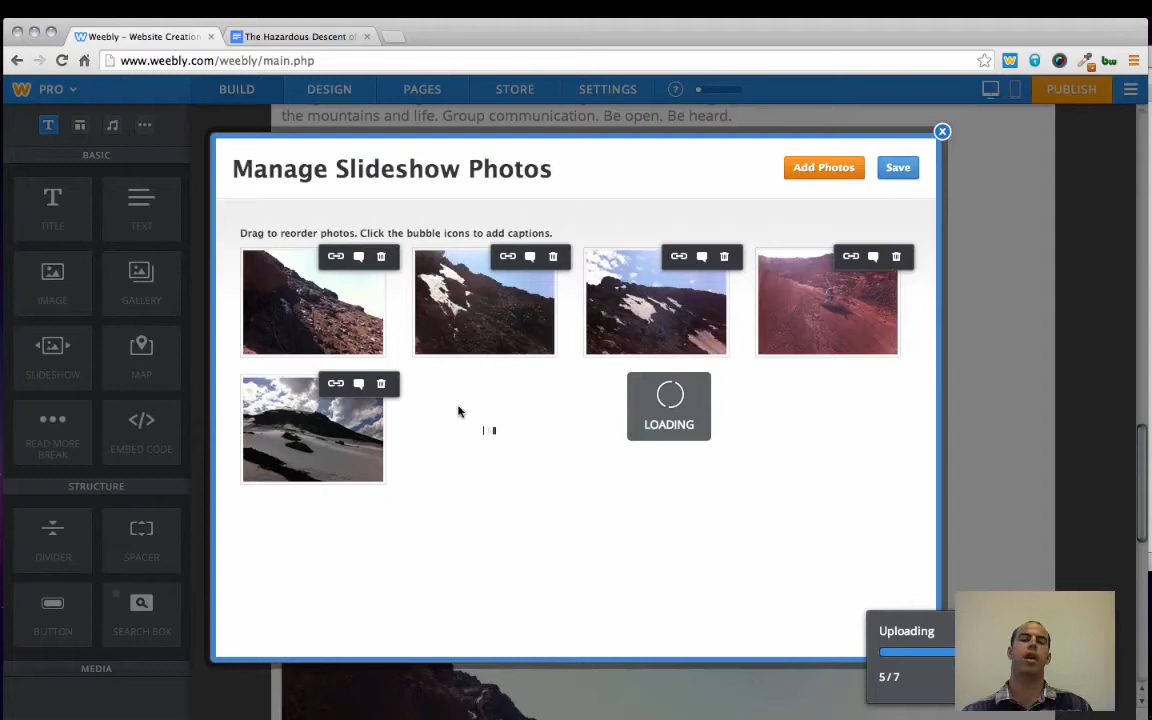 Weebly - Website Creation
The Hazardous Descent of
www.weebly.com/weebly/main.php
bw
PRO
BUILD
DESIGN
PAGES
STORE
SETTINGS
?
PUBLISH
the mountains and life. Group communication. Be open. Be heard.
BASIC
TITLE
TEXT
IMAGE
GALLERY
SLIDESHOW
MAP
READ MORE
BREAK
EMBED CODE
STRUCTURE
DIVIDER
SPACER
BUTTON
SEARCH BOX
MEDIA
Manage Slideshow Photos
Add Photos
Save
Drag to reorder photos. Click the bubble icons to add captions.
LOADING
Uploading
5/7